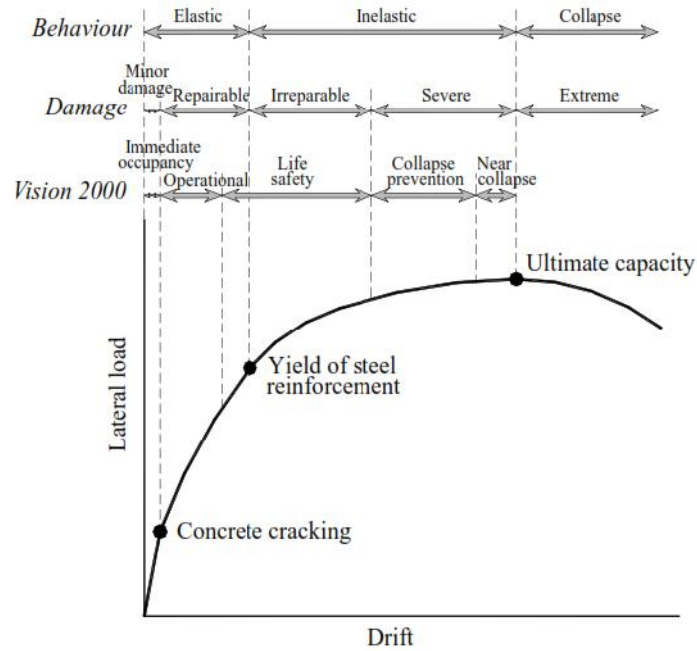 Behaviour
Elastic
Inelastic
Collapse
Minor
damage
Damage
Repairable
Irreparable
Severe
Extreme
Immediate
occupancy
Vision 2000
Operational
Life
safety
Collapse
prevention
Near
collapse
Ultimate capacity
Yield of steel
reinforcement
Concrete cracking
Lateral load
Drift